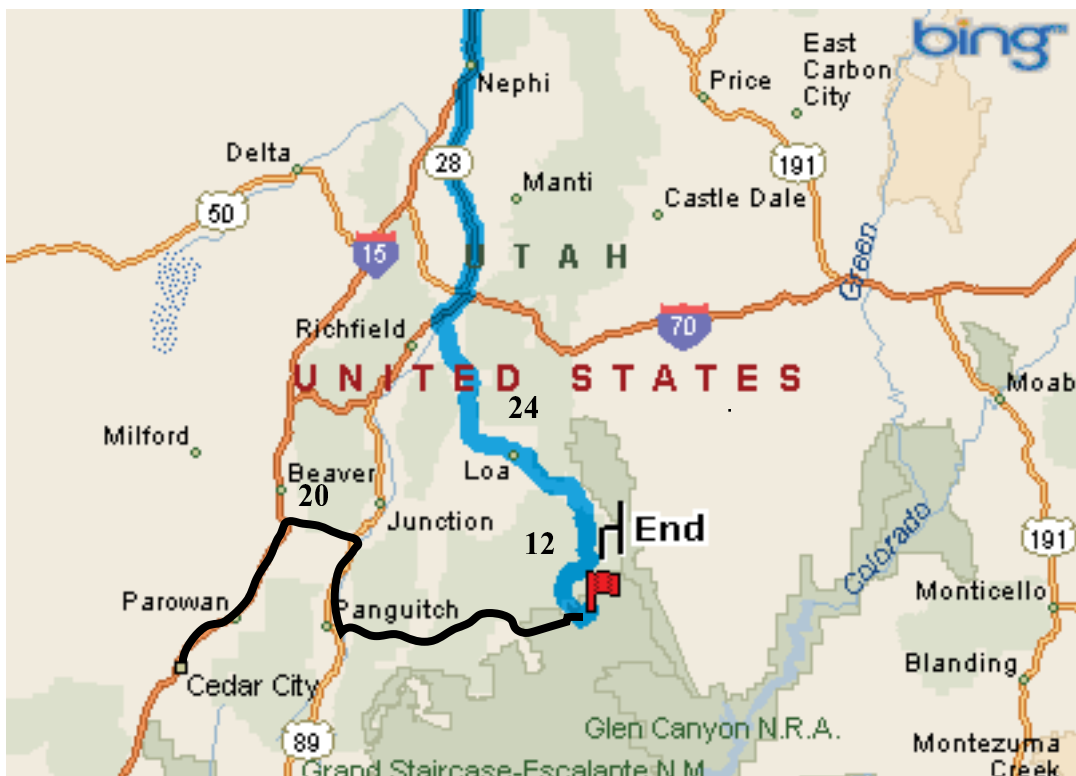 bing
East
Carbon
City
Nephi
Price
Delta
28
191
Manti
Castle Dale
50
15
UTAH
Green
Richfield
70
UNITED STATES
Moab
24
Milford
Loa
Beaver
20
Junction
12
End
Colorado
191
Parowan
Panguitch
Monticello
Cedar City
Blanding
89
Glen Canyon N.R.A.
Montezuma
Creek
Grand Staircase-Escalante N.M.